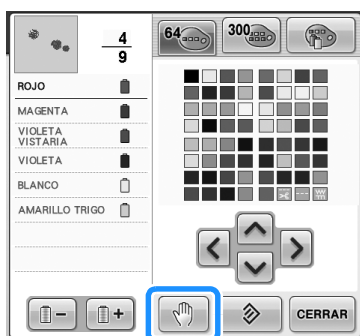 4
9
64
300
ROJO
MAGENTA
VIOLETA
VISTARIA
VIOLETA
BLANCO
AMARILLO TRIGO
- +
CERRAR